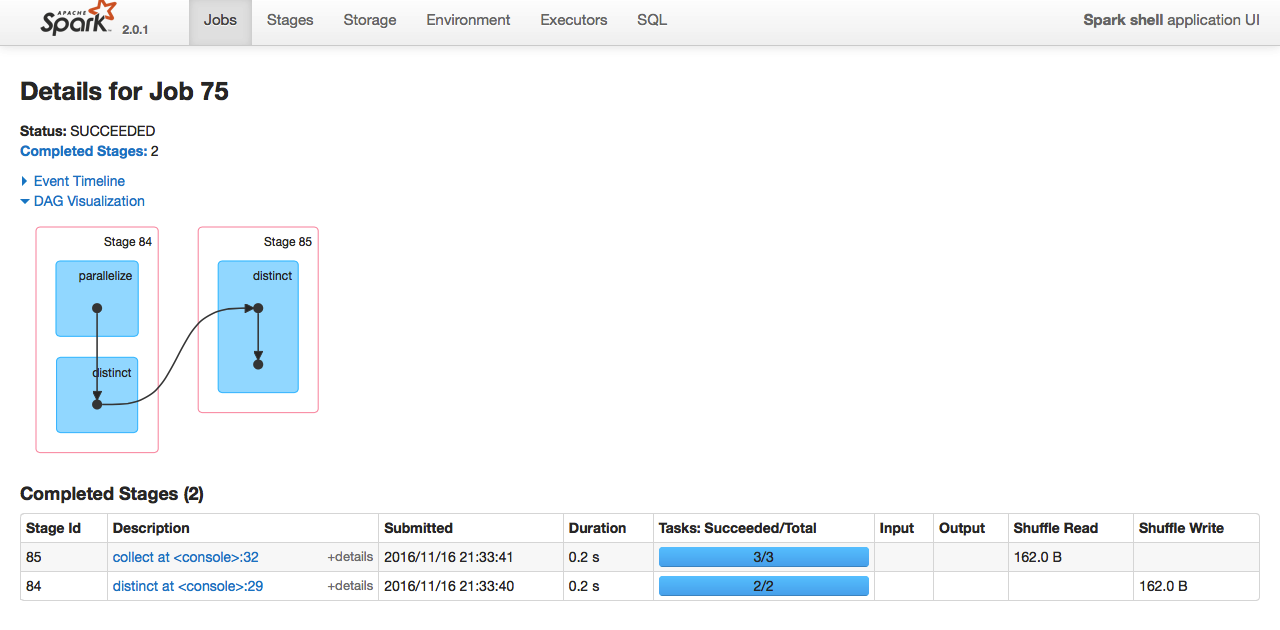 APACHE
Spark 2.0.1 Jobs Stages Storage Environment Executors SQL Spark shell application UI
Details for Job 75
Status: SUCCEEDED
Completed Stages: 2
Event Timeline
DAG Visualization
Stage 84 Stage 85
parallelize distinct
distinct
Completed Stages (2)
Stage Id Description Submitted Duration Tasks: Succeeded/Total Input Output Shuffle Read Shuffle Write
85 collect at <console>:32 +details 2016/11/16 21:33:41 0.2 s 3/3 162.0 B
84 distinct at <console>:29 +details 2016/11/16 21:33:40 0.2 s 2/2 162.0 B